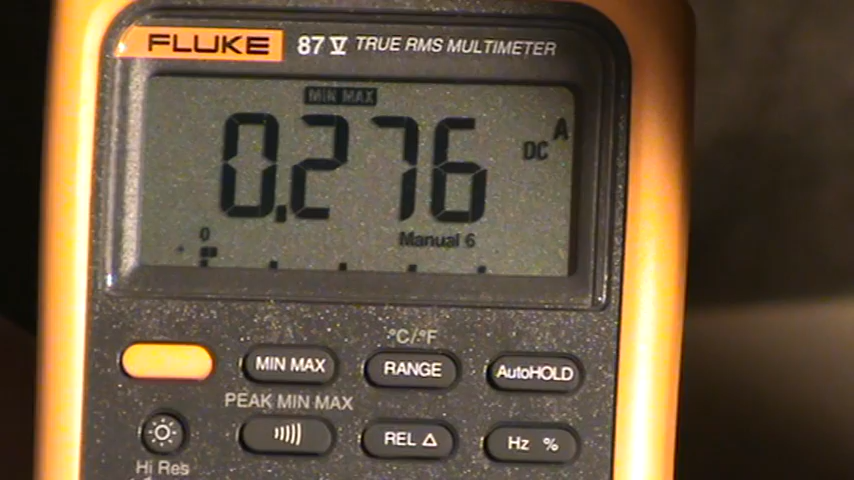 FLUKE 87 V TRUE RMS MULTIMETER
MIN MAX
0.276 DC A
0 Manual 6
°C/°F
MIN MAX RANGE AutoHOLD
PEAK MIN MAX
REL Δ Hz %
Hi Res